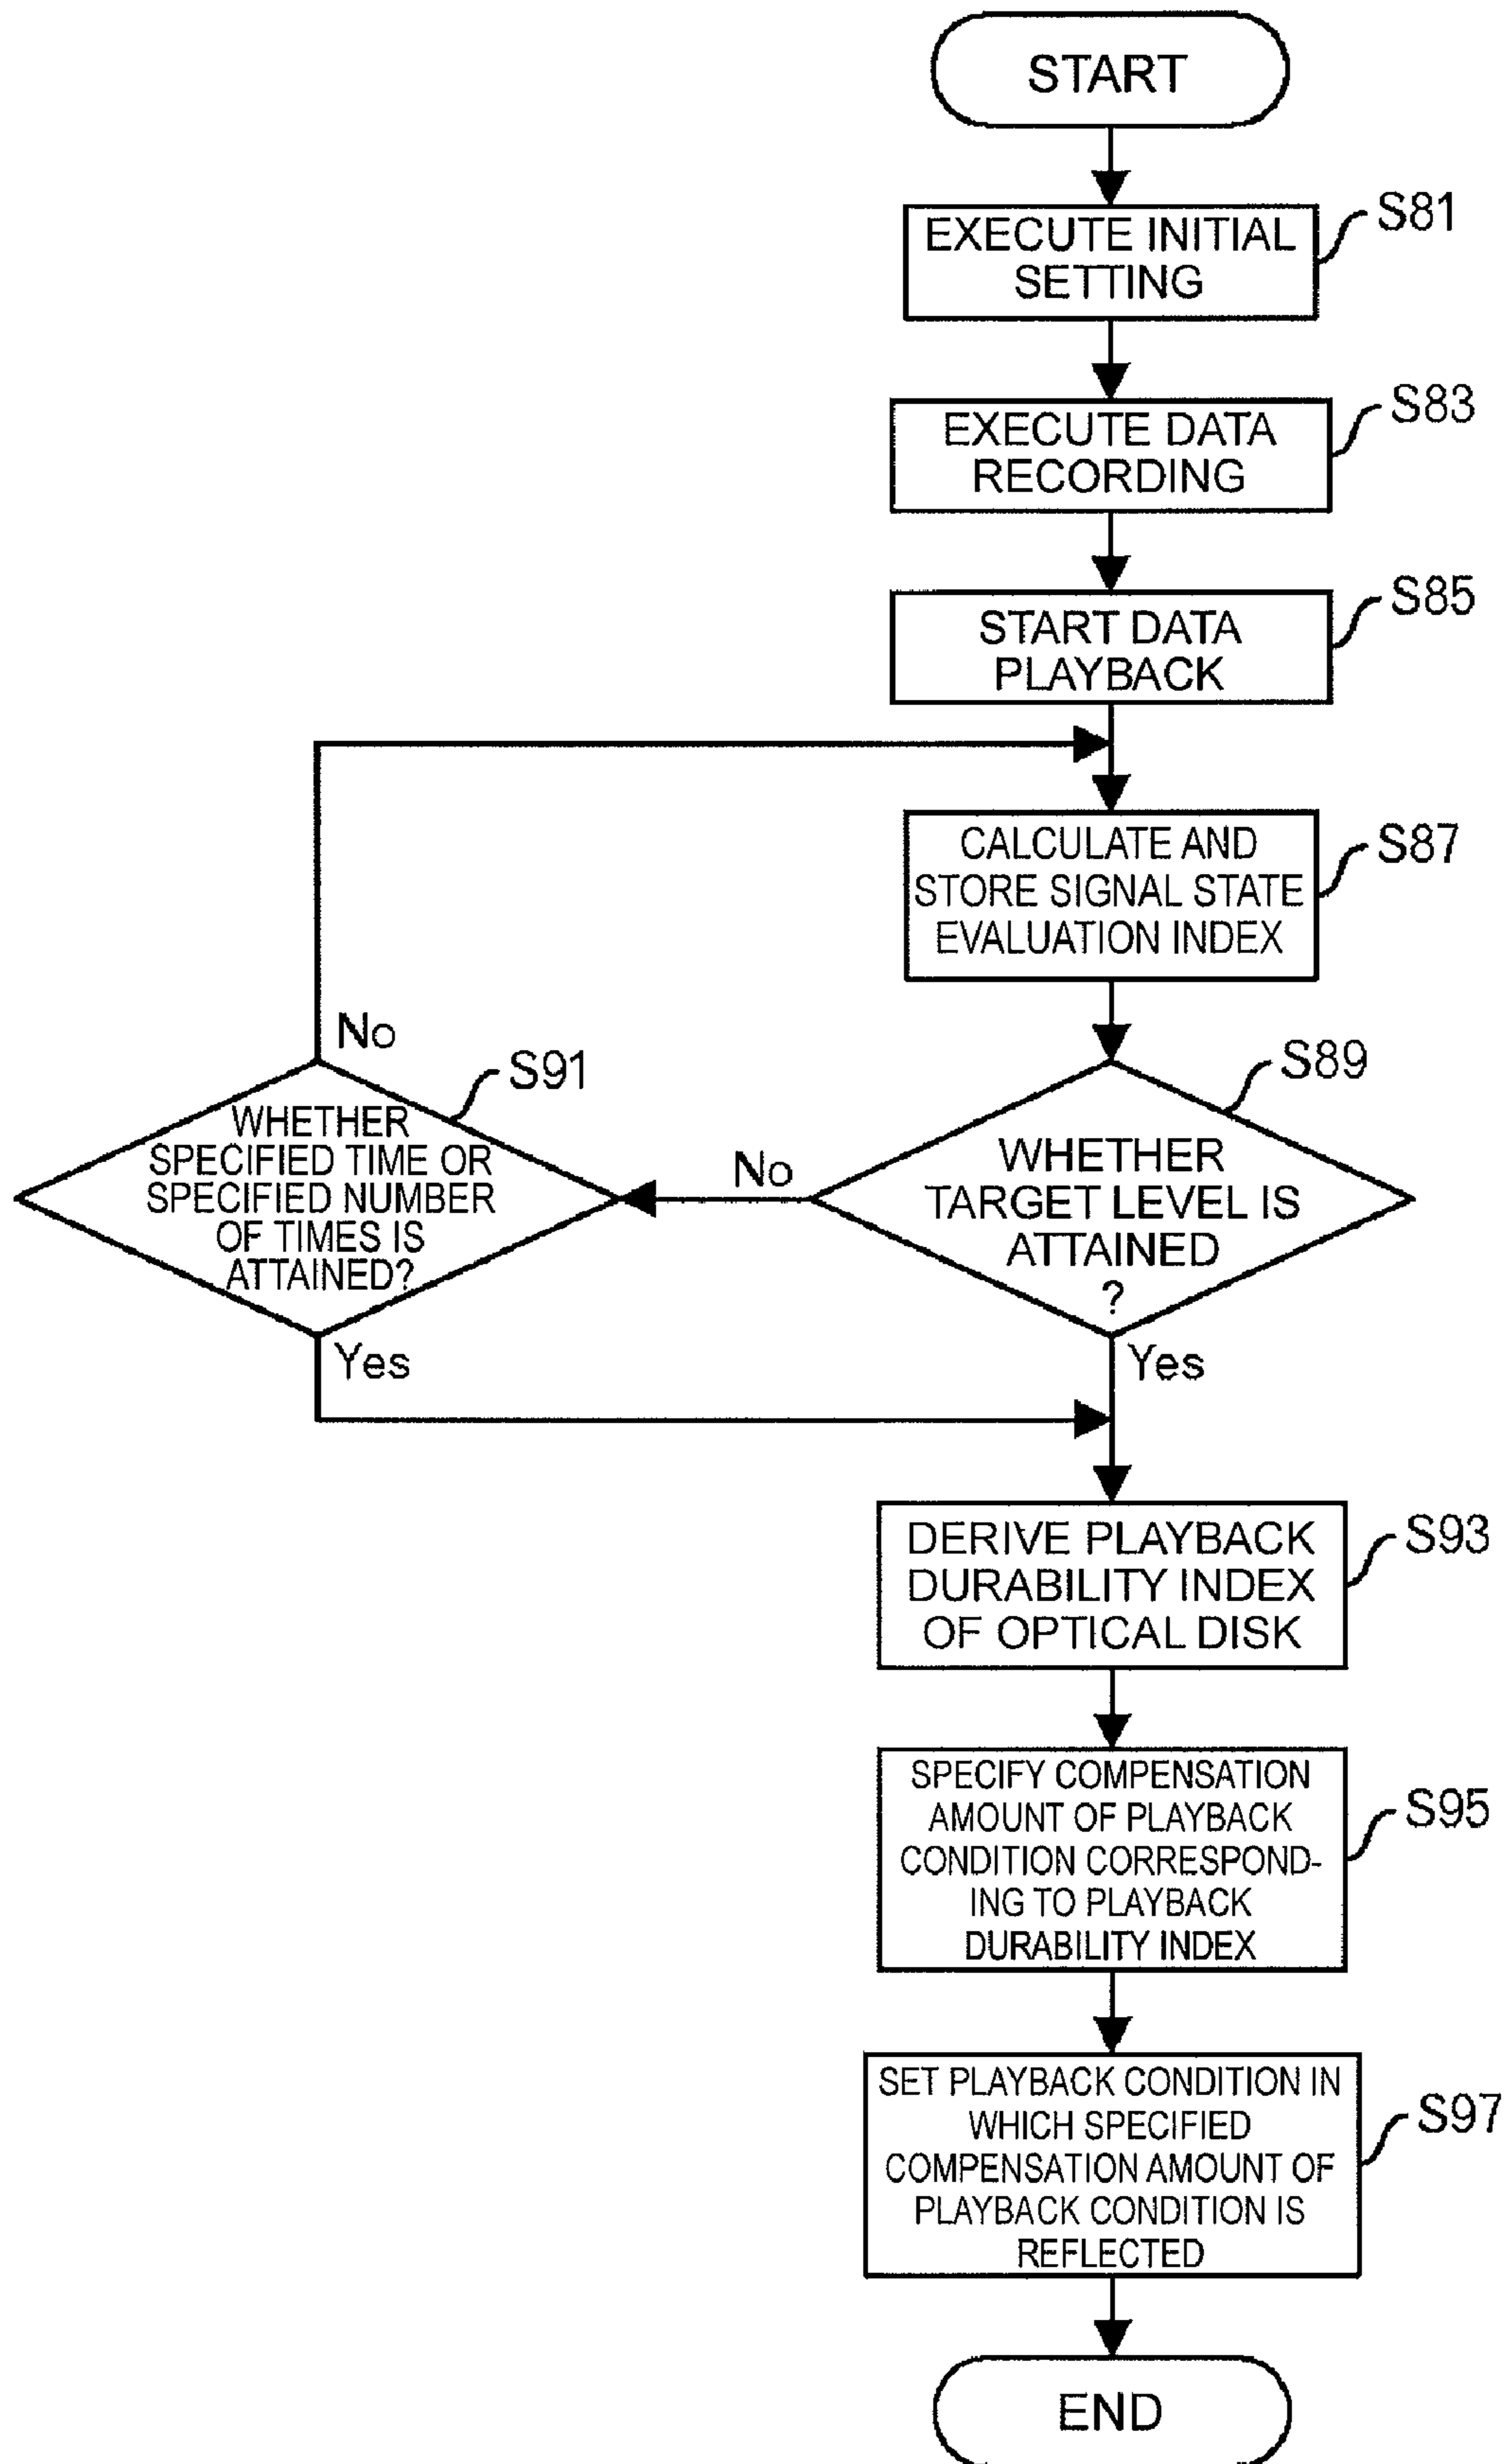 START
S81
EXECUTE INITIAL
SETTING
S83
EXECUTE DATA
RECORDING
S85
START DATA
PLAYBACK
S87
CALCULATE AND
STORE SIGNAL STATE
EVALUATION INDEX
No
S91
WHETHER
SPECIFIED TIME OR
SPECIFIED NUMBER
OF TIMES IS
ATTAINED?
Yes
No
S89
WHETHER
TARGET LEVEL IS
ATTAINED
?
Yes
S93
DERIVE PLAYBACK
DURABILITY INDEX
OF OPTICAL DISK
S95
SPECIFY COMPENSATION
AMOUNT OF PLAYBACK
CONDITION CORRESPOND-
ING TO PLAYBACK
DURABILITY INDEX
S97
SET PLAYBACK CONDITION IN
WHICH SPECIFIED
COMPENSATION AMOUNT OF
PLAYBACK CONDITION IS
REFLECTED
END